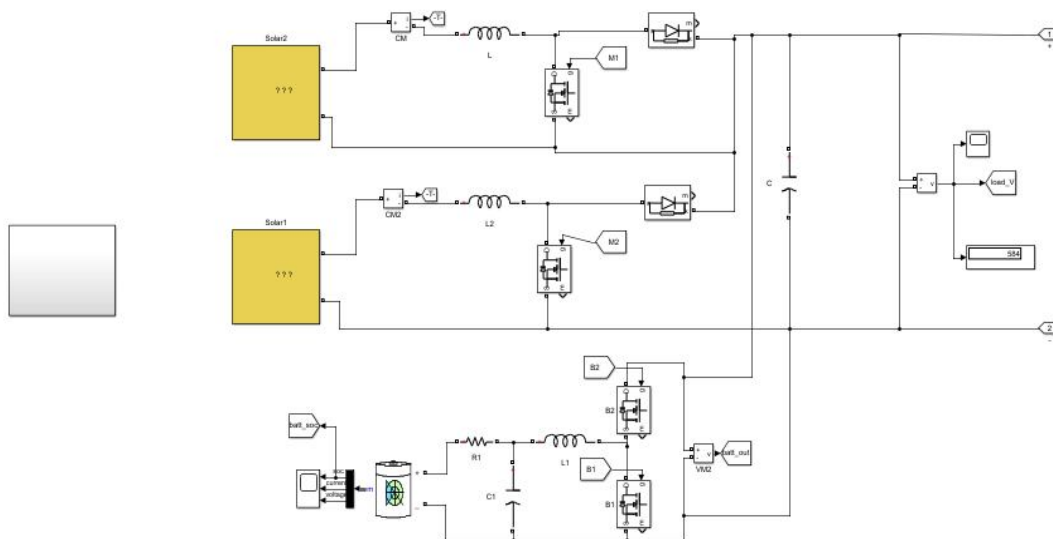 Solar2
? ? ?
+
i
-
-T-
CM
L
g
M1
m
1
+
C
+
-
v
load_V
584
2
-
Solar1
? ? ?
+
i
-
-T-
CM2
L2
g
M2
m
B2
g
B2
batt_soc
soc
current
voltage
m
+
-
R1
C1
L1
B1
g
B1
+
-
v
VM2
batt_out